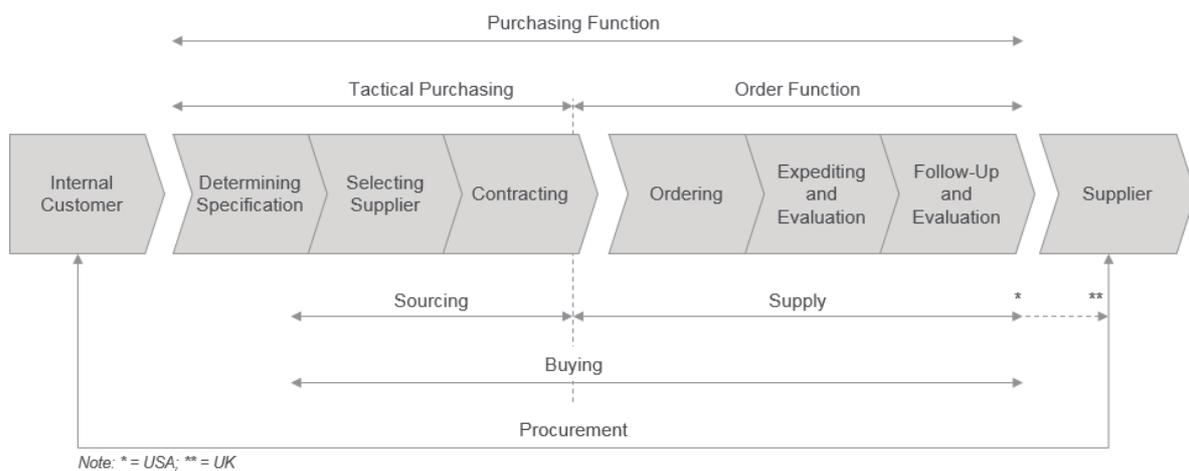 Purchasing Function
Tactical Purchasing
Order Function
Internal
Customer
Determining
Specification
Selecting
Supplier
Contracting
Ordering
Expediting
and
Evaluation
Follow-Up
and
Evaluation
Supplier
Sourcing
Supply
*
**
Buying
Procurement
Note: * = USA; ** = UK